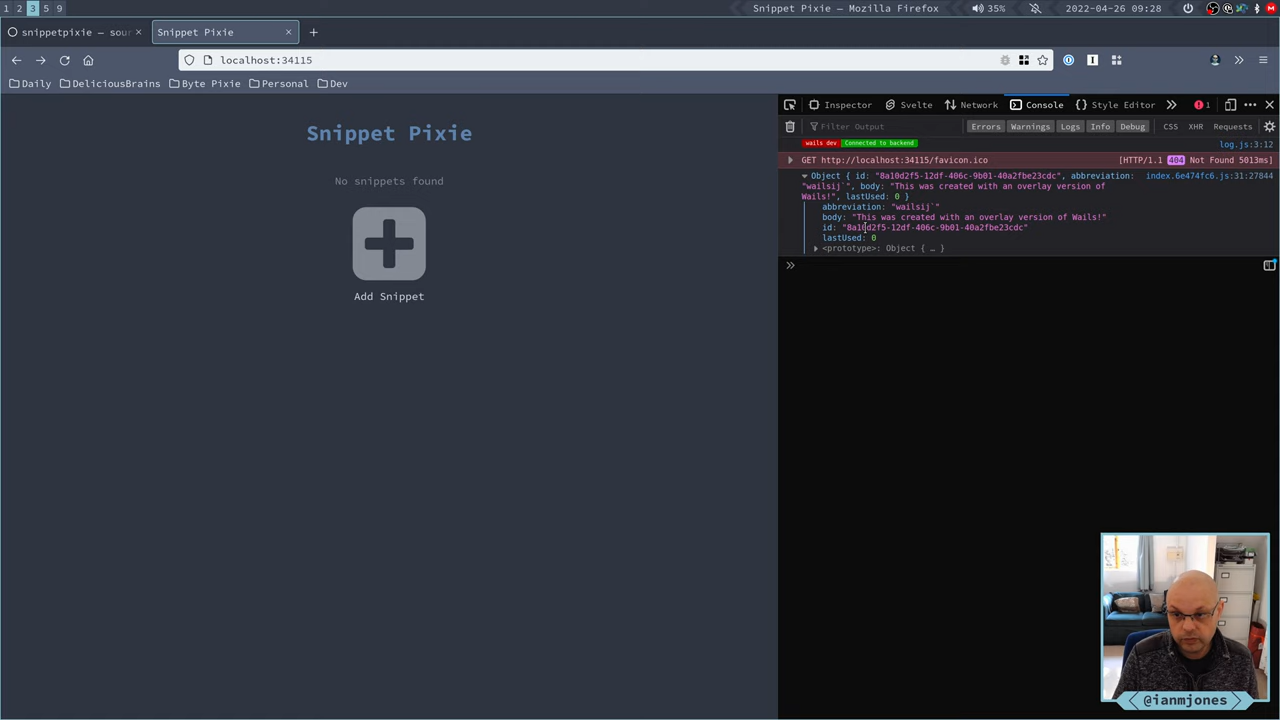 1 2 3 5 9
Snippet Pixie — Mozilla Firefox
35%
2022-04-26 09:28
snippetpixie — sour
Snippet Pixie
localhost:34115
Daily DeliciousBrains Byte Pixie Personal Dev
Inspector Svelte Network Console Style Editor 1
Filter Output Errors Warnings Logs Info Debug CSS XHR Requests
wails dev Connected to backend log.js:3:12
GET http://localhost:34115/favicon.ico [HTTP/1.1 404 Not Found 5013ms]
Object { id: "8a10d2f5-12df-406c-9b01-40a2fbe23cdc", abbreviation: index.6e474fc6.js:31:27844
"wailsij`", body: "This was created with an overlay version of
Wails!", lastUsed: 0 }
abbreviation: "wailsij`"
body: "This was created with an overlay version of Wails!"
id: "8a10d2f5-12df-406c-9b01-40a2fbe23cdc"
lastUsed: 0
<prototype>: Object { … }
Snippet Pixie
No snippets found
Add Snippet
@ianmjones